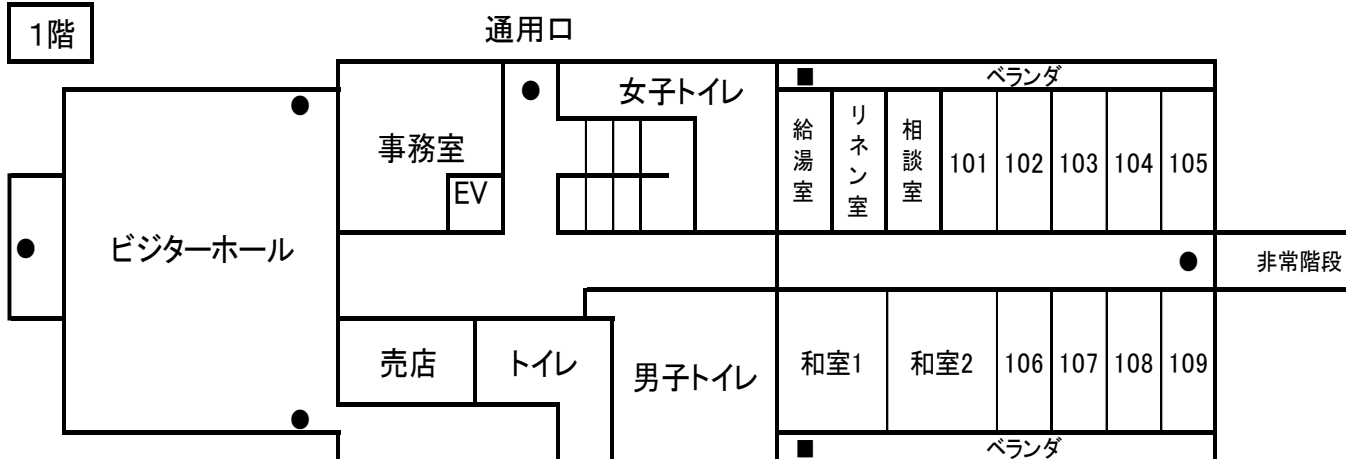 1階
通用口
ベランダ
女子トイレ
事務室
EV
給湯室
リネン室
相談室
101
102
103
104
105
ビジターホール
非常階段
売店
トイレ
男子トイレ
和室1
和室2
106
107
108
109
ベランダ